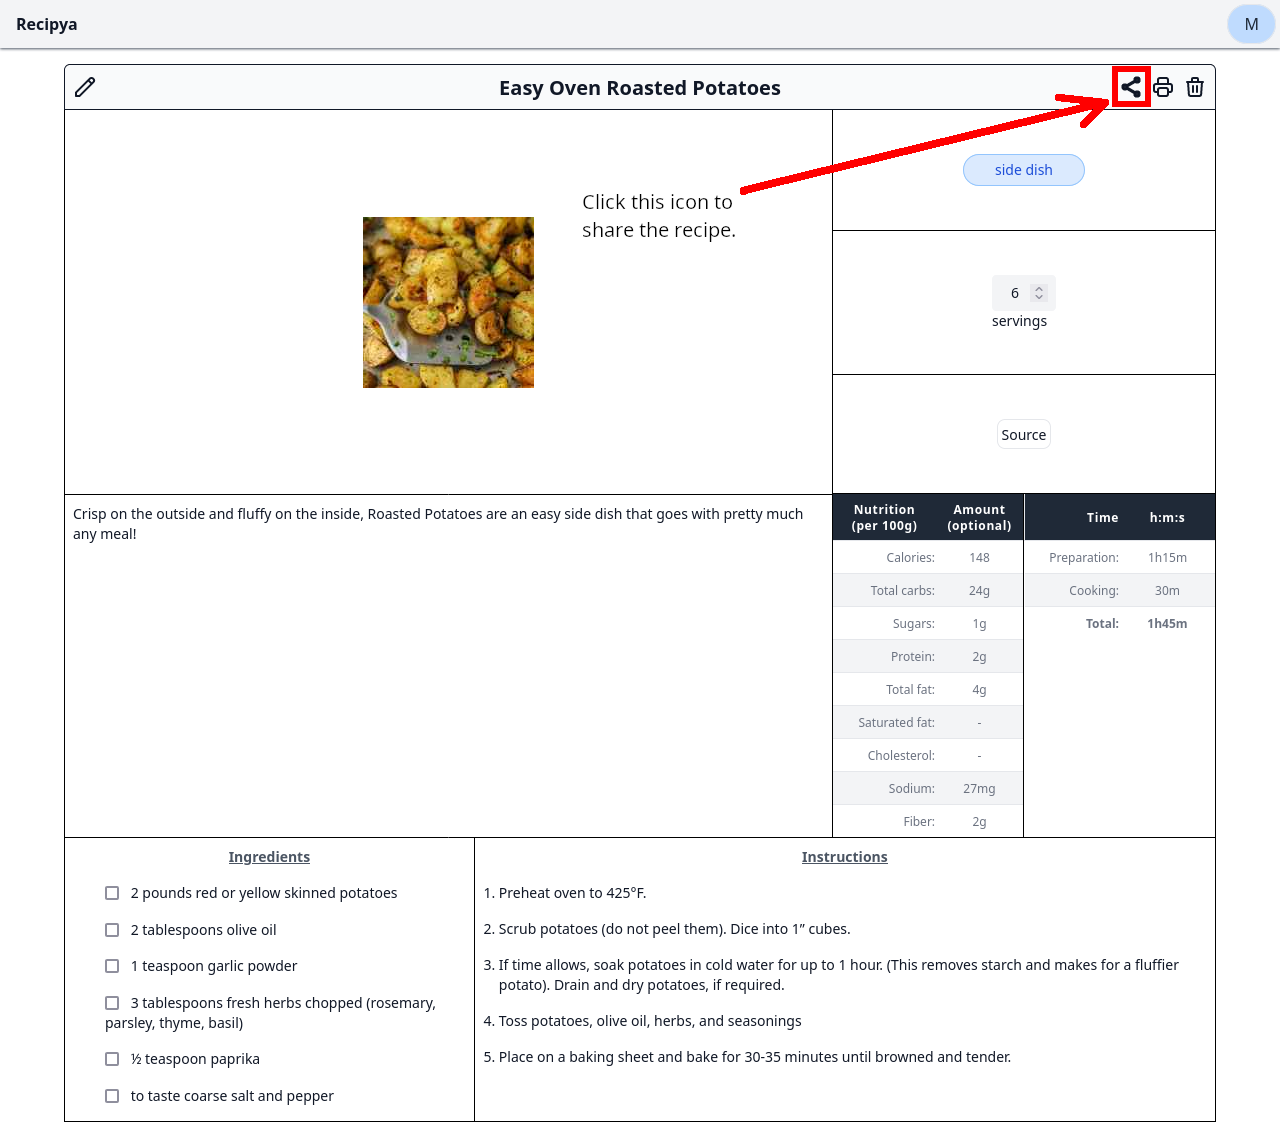 Recipya
M
Easy Oven Roasted Potatoes
Click this icon to
share the recipe.
side dish
6
servings
Source
Crisp on the outside and fluffy on the inside, Roasted Potatoes are an easy side dish that goes with pretty much
any meal!
Nutrition (per 100g) Amount (optional)
Calories: 148
Total carbs: 24g
Sugars: 1g
Protein: 2g
Total fat: 4g
Saturated fat: -
Cholesterol: -
Sodium: 27mg
Fiber: 2g
Time h:m:s
Preparation: 1h15m
Cooking: 30m
Total: 1h45m
Ingredients
2 pounds red or yellow skinned potatoes
2 tablespoons olive oil
1 teaspoon garlic powder
3 tablespoons fresh herbs chopped (rosemary,
parsley, thyme, basil)
½ teaspoon paprika
to taste coarse salt and pepper
Instructions
1. Preheat oven to 425°F.
2. Scrub potatoes (do not peel them). Dice into 1” cubes.
3. If time allows, soak potatoes in cold water for up to 1 hour. (This removes starch and makes for a fluffier
potato). Drain and dry potatoes, if required.
4. Toss potatoes, olive oil, herbs, and seasonings
5. Place on a baking sheet and bake for 30-35 minutes until browned and tender.